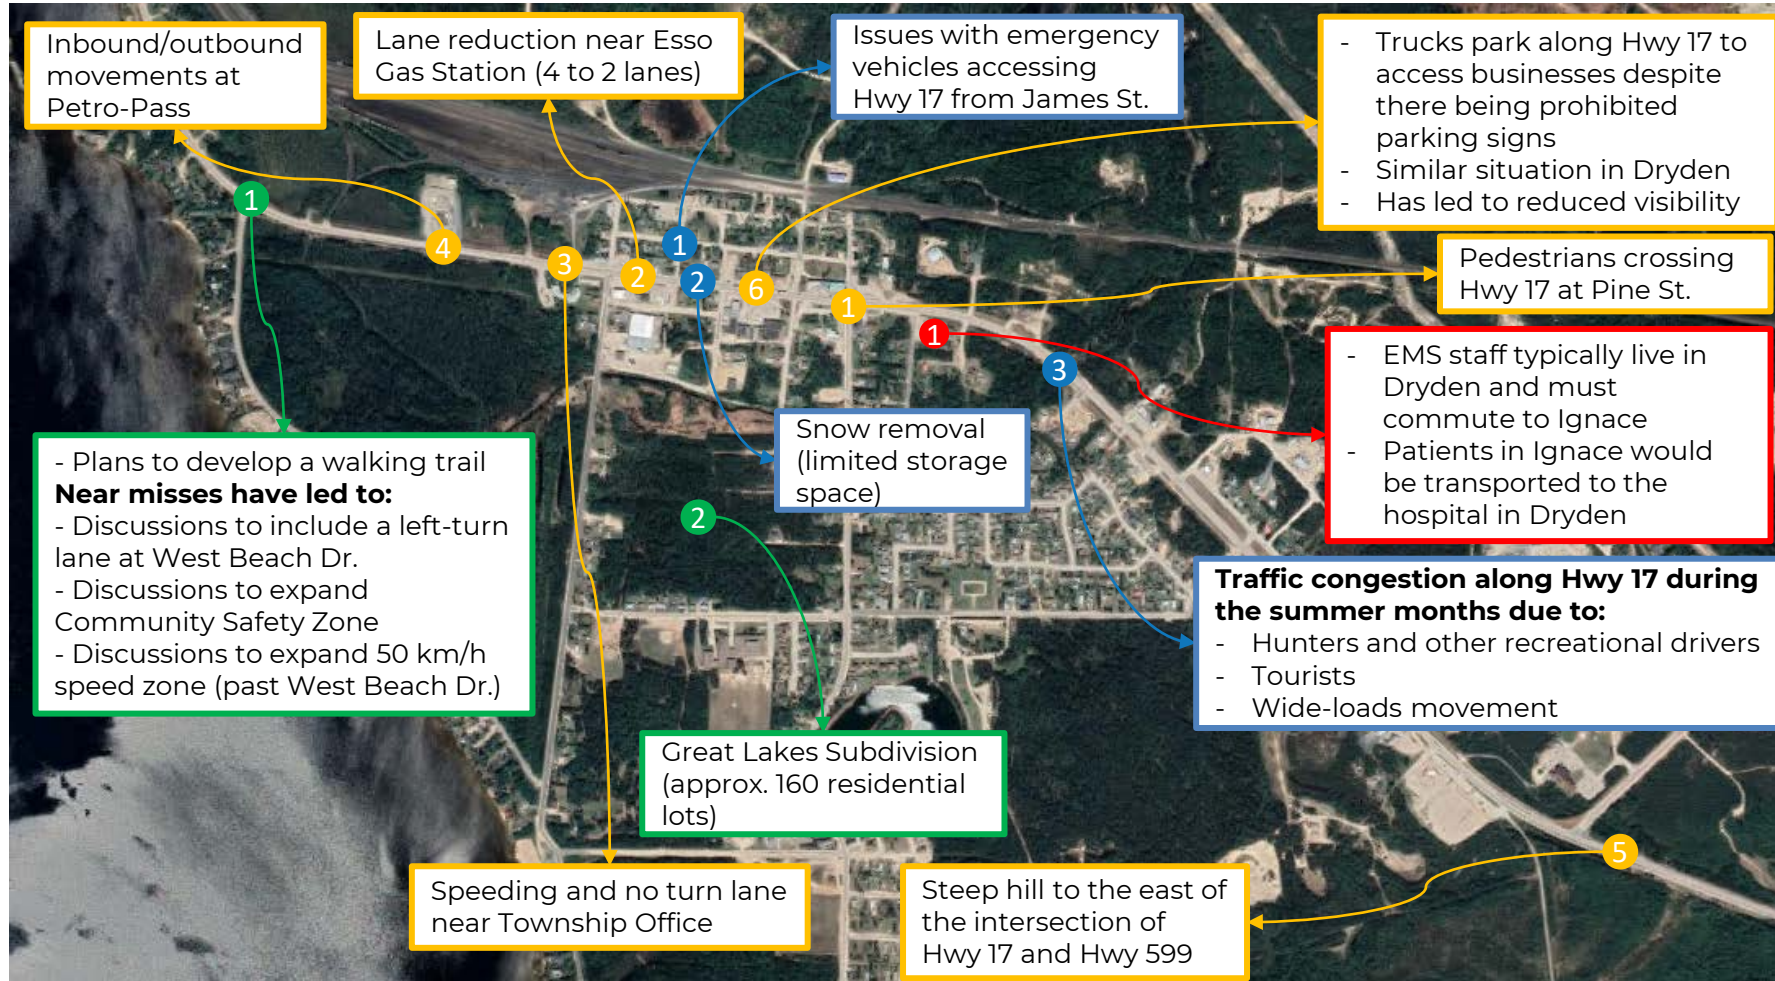 Inbound/outbound
movements at
Petro-Pass
Lane reduction near Esso
Gas Station (4 to 2 lanes)
Issues with emergency
vehicles accessing
Hwy 17 from James St.
- Trucks park along Hwy 17 to
access businesses despite
there being prohibited
parking signs
- Similar situation in Dryden
- Has led to reduced visibility
Pedestrians crossing
Hwy 17 at Pine St.
1
4
3
2
1
2
6
1
1
3
- EMS staff typically live in
Dryden and must
commute to Ignace
- Patients in Ignace would
be transported to the
hospital in Dryden
Snow removal
(limited storage
space)
- Plans to develop a walking trail
Near misses have led to:
- Discussions to include a left-turn
lane at West Beach Dr.
- Discussions to expand
Community Safety Zone
- Discussions to expand 50 km/h
speed zone (past West Beach Dr.)
2
Traffic congestion along Hwy 17 during
the summer months due to:
- Hunters and other recreational drivers
- Tourists
- Wide-loads movement
Great Lakes Subdivision
(approx. 160 residential
lots)
5
Speeding and no turn lane
near Township Office
Steep hill to the east of
the intersection of
Hwy 17 and Hwy 599